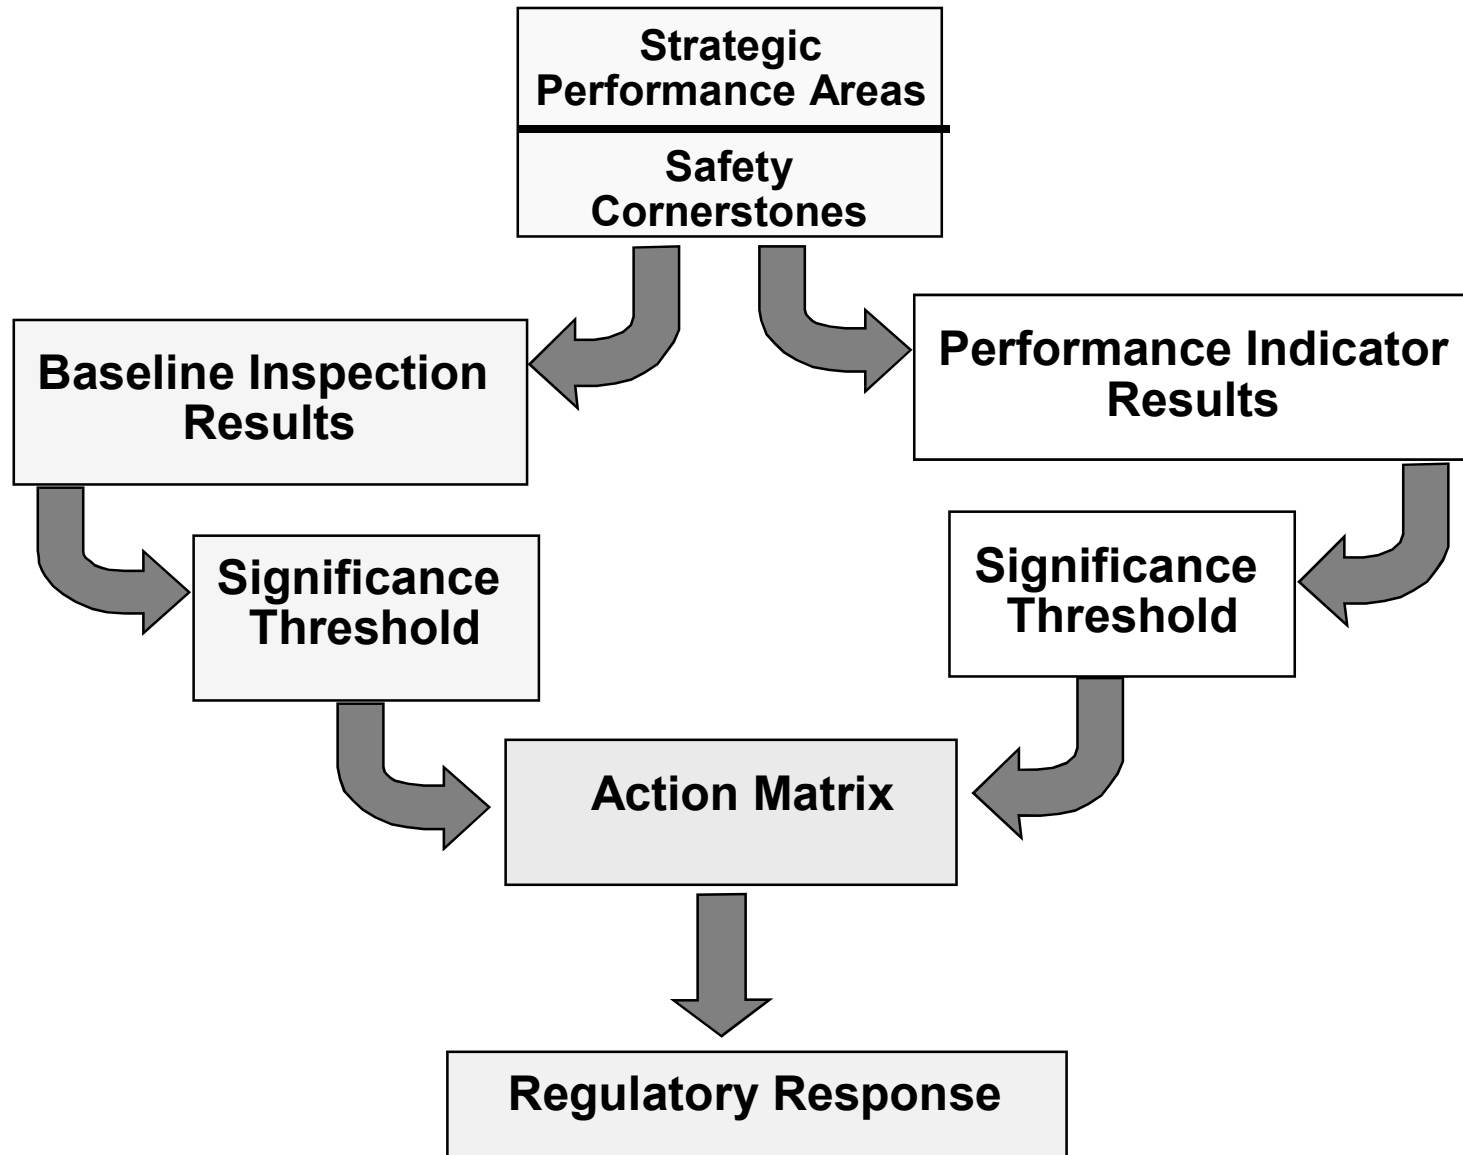 Strategic
Performance Areas
Safety
Cornerstones
Baseline Inspection
Results
Performance Indicator
Results
Significance
Threshold
Significance
Threshold
Action Matrix
Regulatory Response